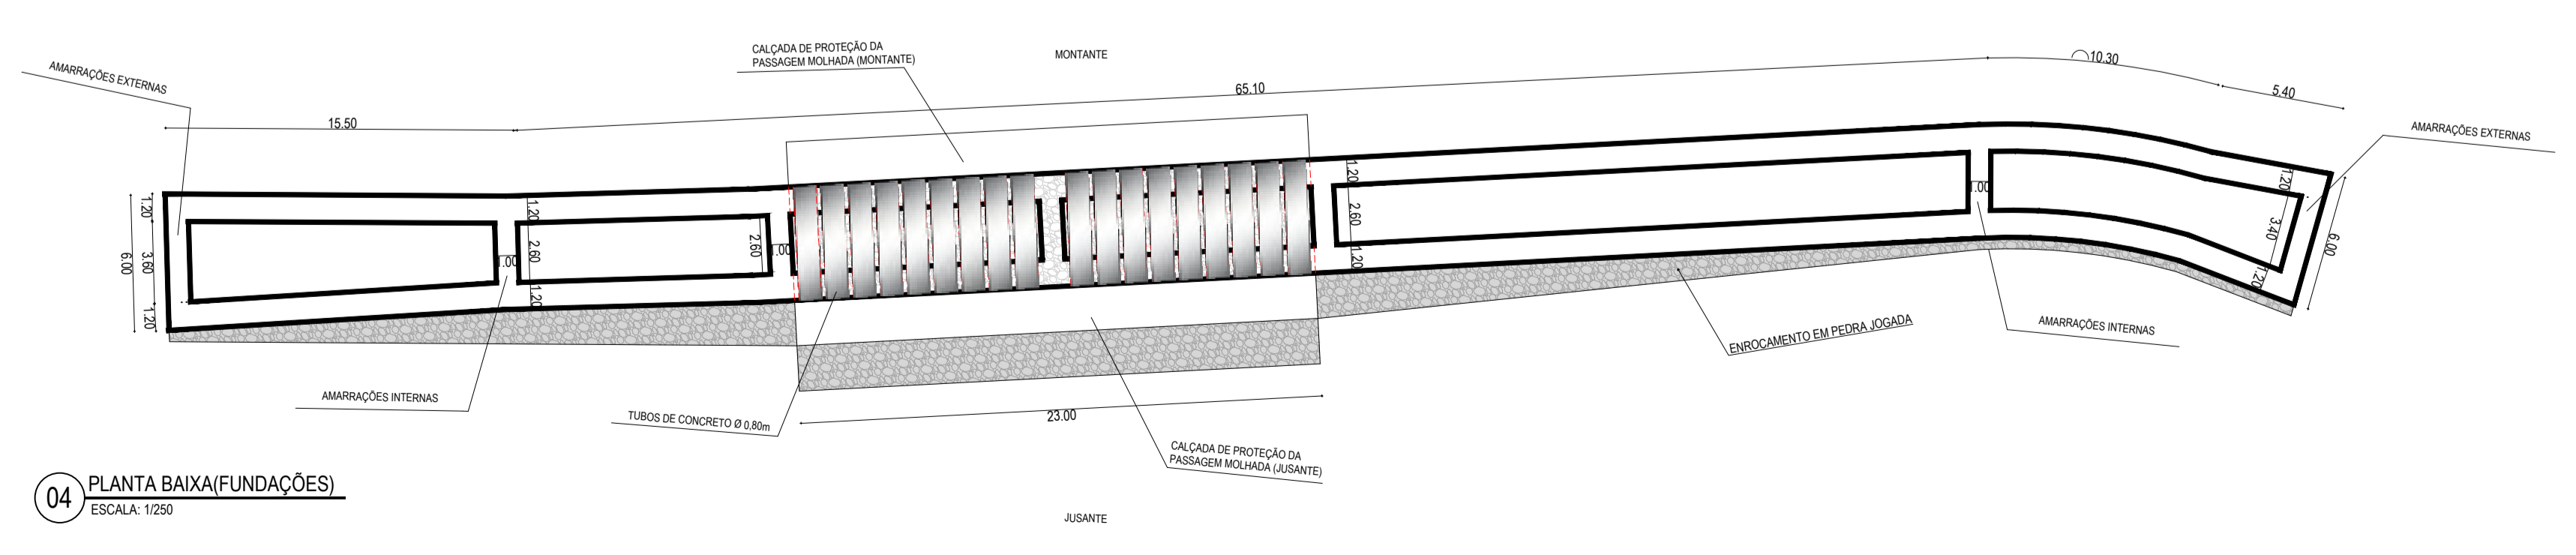 CALÇADA DE PROTEÇÃO DA
PASSAGEM MOLHADA (MONTANTE)
MONTANTE
AMARRAÇÕES EXTERNAS
10.30
65.10
5.40
15.50
AMARRAÇÕES EXTERNAS
1.20
3.60
1.20
6.00
1.00
1.20
2.60
1.20
2.60
1.00
1.20
2.60
1.20
1.00
1.20
3.40
1.20
6.00
AMARRAÇÕES INTERNAS
TUBOS DE CONCRETO Ø 0,80m
23.00
CALÇADA DE PROTEÇÃO DA
PASSAGEM MOLHADA (JUSANTE)
ENROCAMENTO EM PEDRA JOGADA
AMARRAÇÕES INTERNAS
04
PLANTA BAIXA(FUNDAÇÕES)
ESCALA: 1/250
JUSANTE